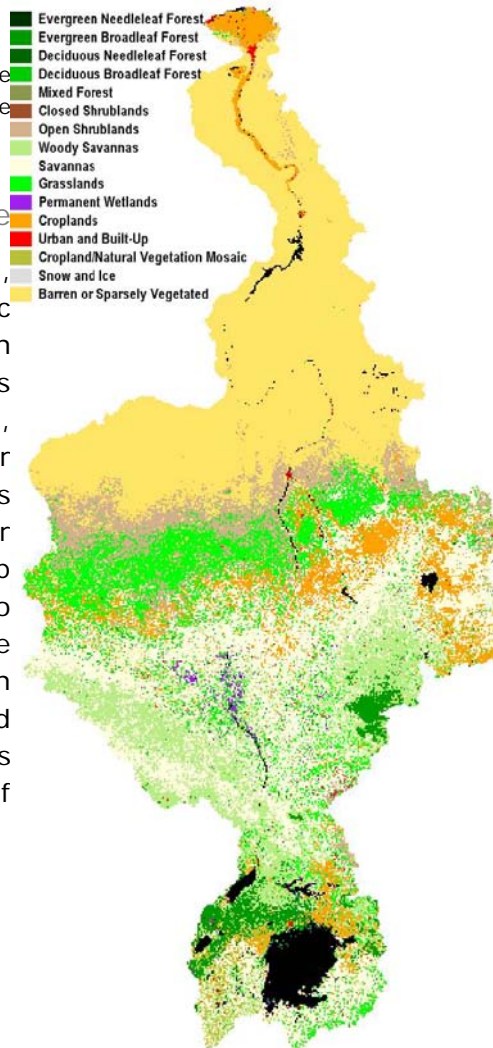 Evergreen Needleleaf Forest
Evergreen Broadleaf Forest
Deciduous Needleleaf Forest
e
Deciduous Broadleaf Forest
Mixed Forest
e
Closed Shrublands
Open Shrublands
Woody Savannas
Savannas
Grasslands
Permanent Wetlands
e
Croplands
Urban and Built-Up
Cropland/Natural Vegetation Mosaic
,
Snow and Ice
Barren or Sparsely Vegetated
c
n
s
,
r
s
r
o
o
e
n
d
s
f